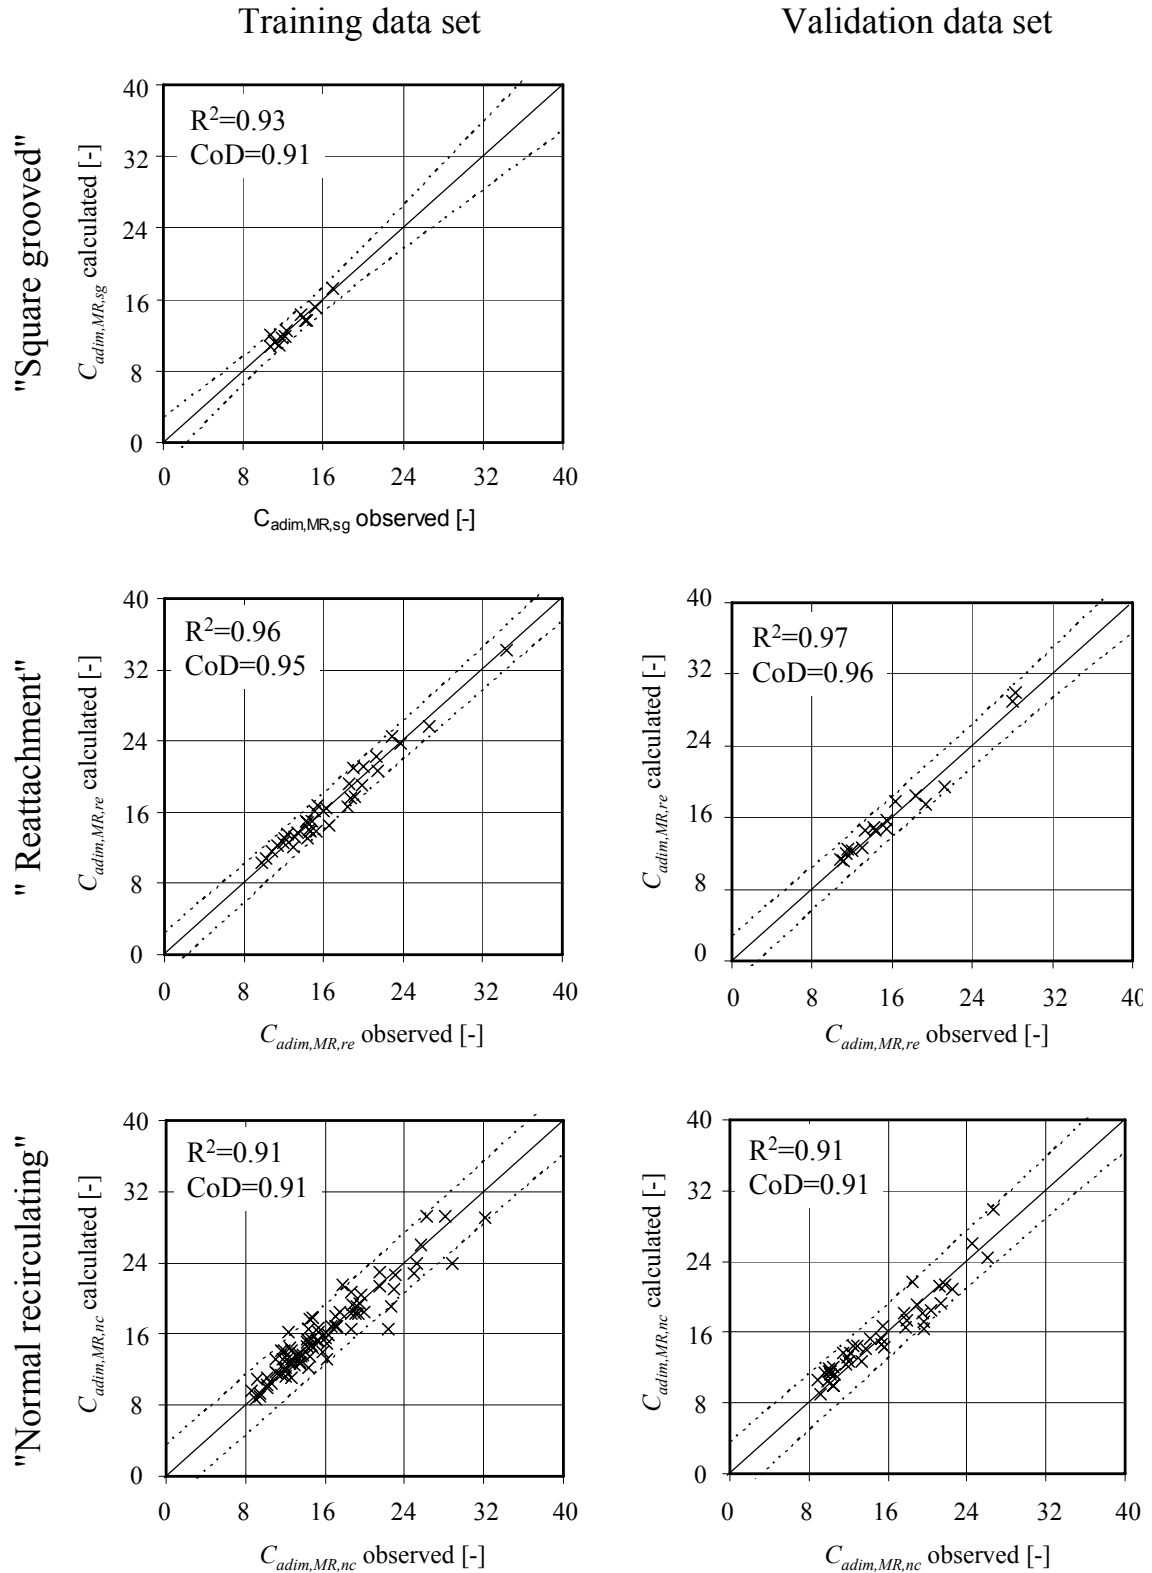 Training data set
Validation data set
"Square grooved"
C_adim,MR,sg calculated [-]
40
32
24
16
8
0
R²=0.93
CoD=0.91
0 8 16 24 32 40
C_adim,MR,sg observed [-]
" Reattachment"
C_adim,MR,re calculated [-]
40
32
24
16
8
0
R²=0.96
CoD=0.95
0 8 16 24 32 40
C_adim,MR,re observed [-]
C_adim,MR,re calculated [-]
40
32
24
16
8
0
R²=0.97
CoD=0.96
0 8 16 24 32 40
C_adim,MR,re observed [-]
"Normal recirculating"
C_adim,MR,nc calculated [-]
40
32
24
16
8
0
R²=0.91
CoD=0.91
0 8 16 24 32 40
C_adim,MR,nc observed [-]
C_adim,MR,nc calculated [-]
40
32
24
16
8
0
R²=0.91
CoD=0.91
0 8 16 24 32 40
C_adim,MR,nc observed [-]